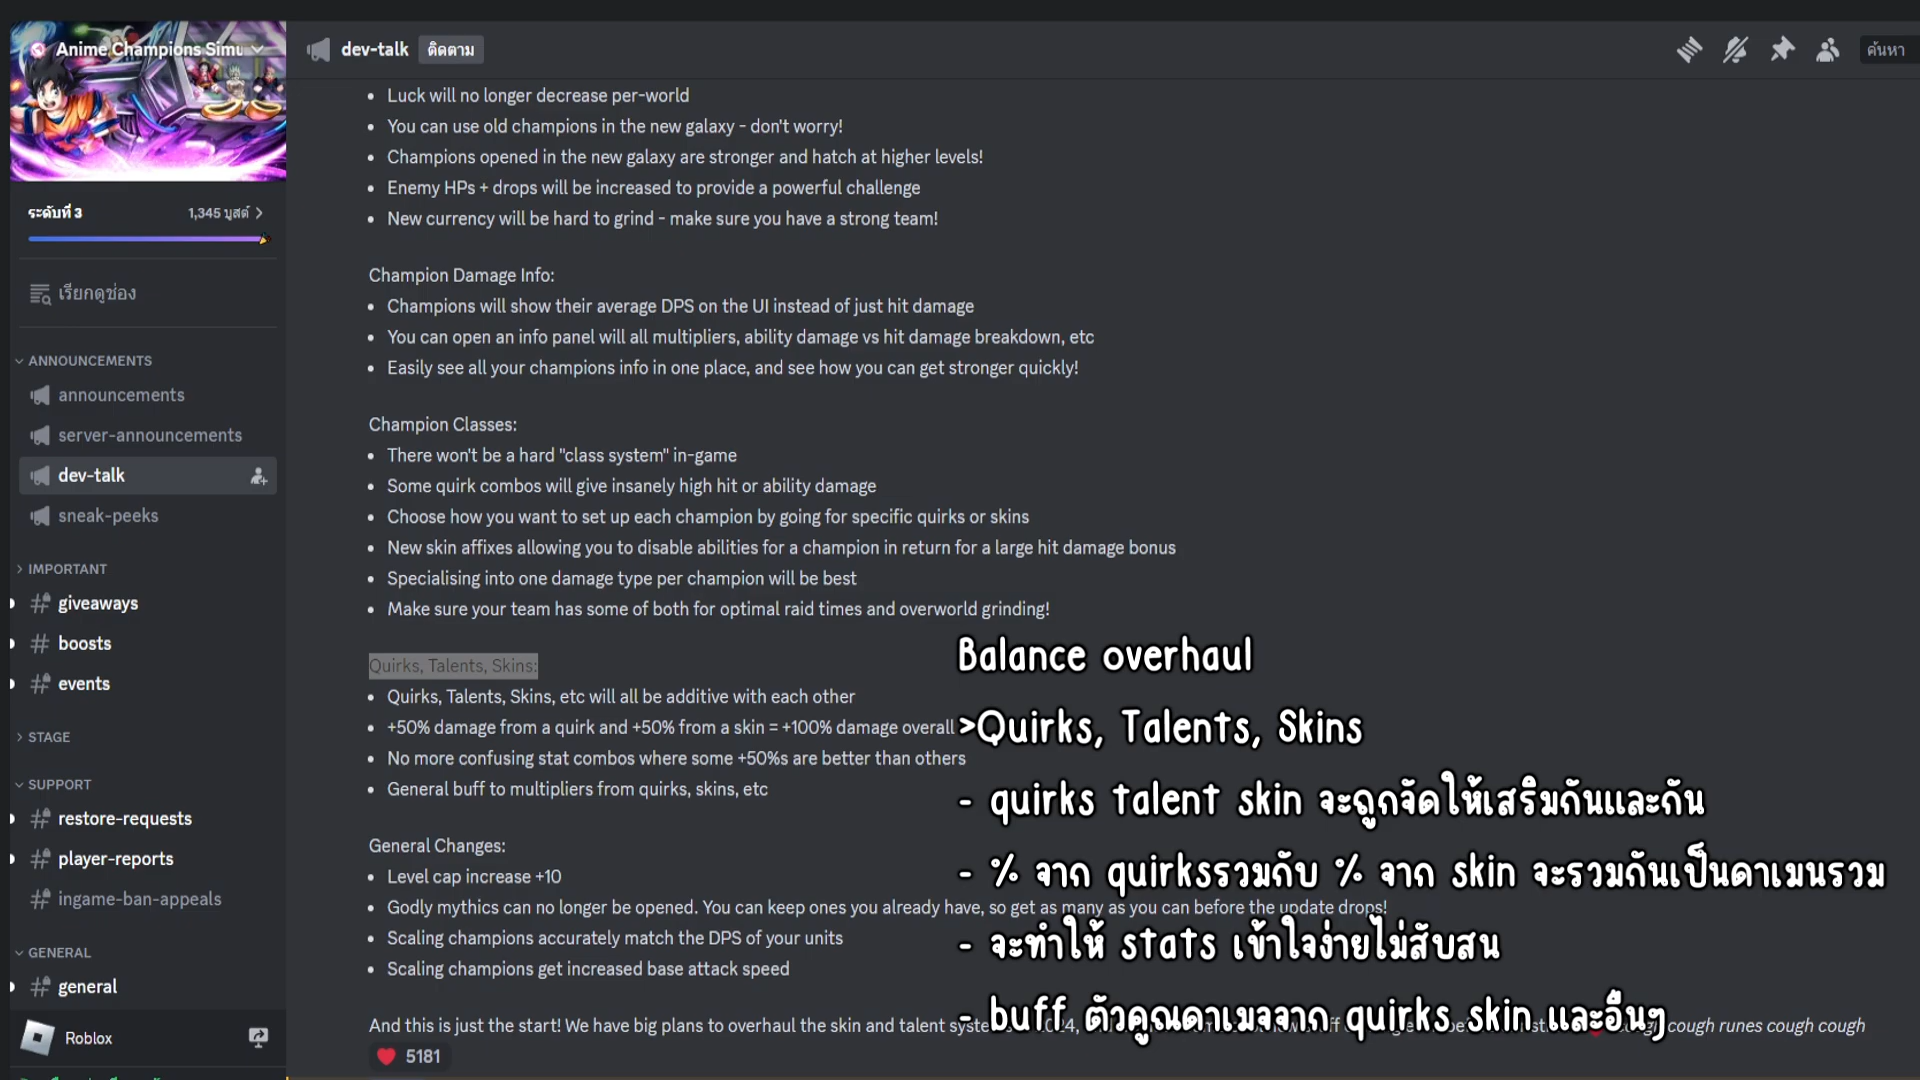 Anime Champions Simu
ระดับที่ 3
1,345 บูสต์
เรียกดูช่อง
ANNOUNCEMENTS
announcements
server-announcements
dev-talk
sneak-peeks
IMPORTANT
giveaways
boosts
events
STAGE
SUPPORT
restore-requests
player-reports
ingame-ban-appeals
GENERAL
general
Roblox
dev-talk
ติดตาม
ค้นหา
Luck will no longer decrease per-world
You can use old champions in the new galaxy - don't worry!
Champions opened in the new galaxy are stronger and hatch at higher levels!
Enemy HPs + drops will be increased to provide a powerful challenge
New currency will be hard to grind - make sure you have a strong team!
Champion Damage Info:
Champions will show their average DPS on the UI instead of just hit damage
You can open an info panel will all multipliers, ability damage vs hit damage breakdown, etc
Easily see all your champions info in one place, and see how you can get stronger quickly!
Champion Classes:
There won't be a hard "class system" in-game
Some quirk combos will give insanely high hit or ability damage
Choose how you want to set up each champion by going for specific quirks or skins
New skin affixes allowing you to disable abilities for a champion in return for a large hit damage bonus
Specialising into one damage type per champion will be best
Make sure your team has some of both for optimal raid times and overworld grinding!
Quirks, Talents, Skins:
Quirks, Talents, Skins, etc will all be additive with each other
+50% damage from a quirk and +50% from a skin = +100% damage overall
No more confusing stat combos where some +50%s are better than others
General buff to multipliers from quirks, skins, etc
General Changes:
Level cap increase +10
Godly mythics can no longer be opened. You can keep ones you already have, so get as many as you can before the update drops!
Scaling champions accurately match the DPS of your units
Scaling champions get increased base attack speed
And this is just the start! We have big plans to overhaul the skin and talent 2024, cough runes cough cough
5181
Balance overhaul
>Quirks, Talents, Skins
- quirks talent skin จะถูกจัดให้เสริมกันและกัน
- % จาก quirksรวมกับ % จาก skin จะรวมกันเป็นดาเมนรวม
- จะทำให้ stats เข้าใจง่ายไม่สับสน
- buff ตัวคูณดาเมจจาก quirks skin และอื่นๆ